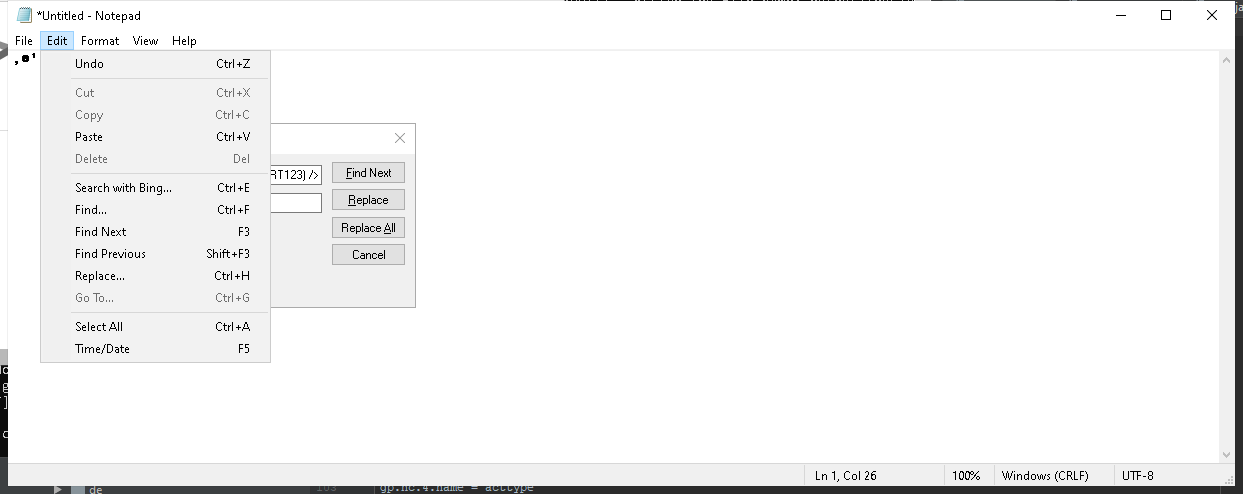 *Untitled - Notepad
File Edit Format View Help
Undo Ctrl+Z
Cut Ctrl+X
Copy Ctrl+C
Paste Ctrl+V
Delete Del
Search with Bing... Ctrl+E
Find... Ctrl+F
Find Next F3
Find Previous Shift+F3
Replace... Ctrl+H
Go To... Ctrl+G
Select All Ctrl+A
Time/Date F5
RT123) />
Find Next
Replace
Replace All
Cancel
Ln 1, Col 26 100% Windows (CRLF) UTF-8
de 103 gp.nc.4.name = acttype